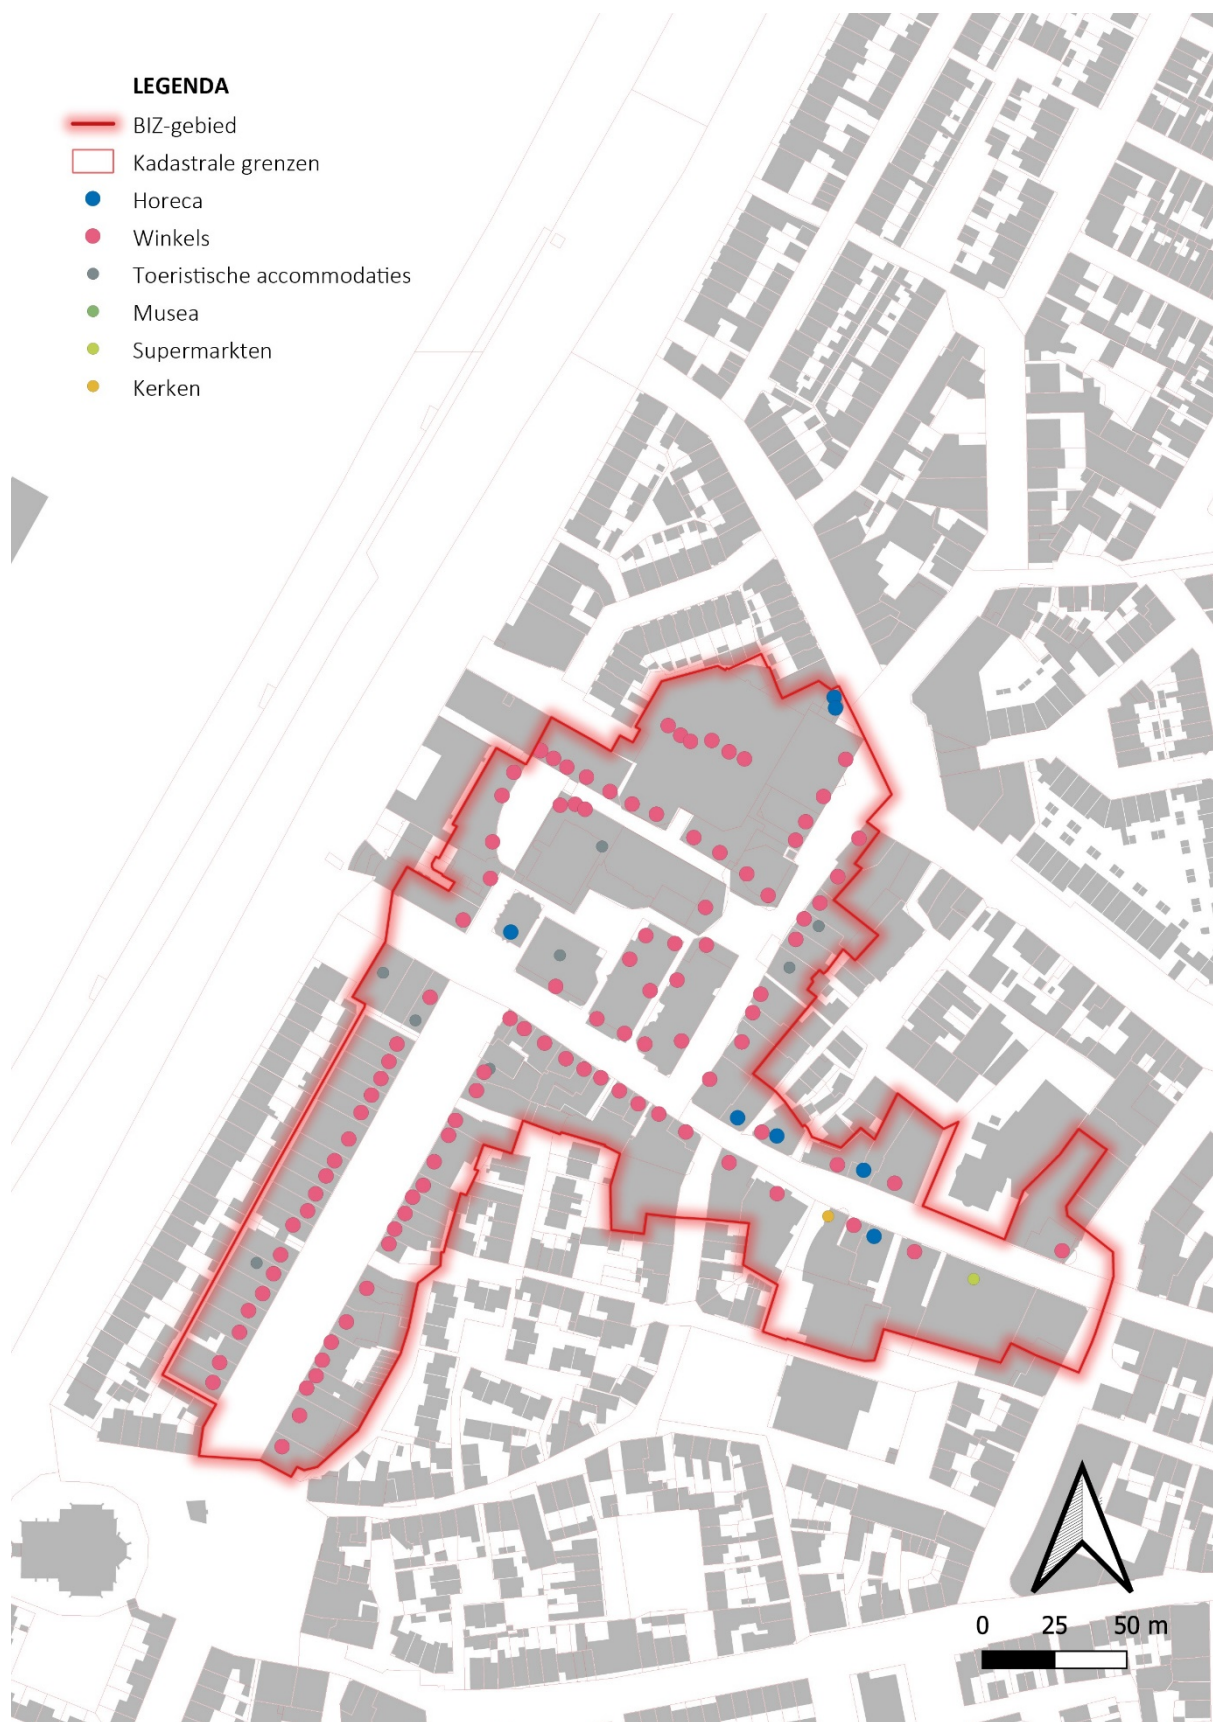 LEGENDA
BIZ-gebied
Kadastrale grenzen
Horeca
Winkels
Toeristische accommodaties
Musea
Supermarkten
Kerken
0 25 50 m